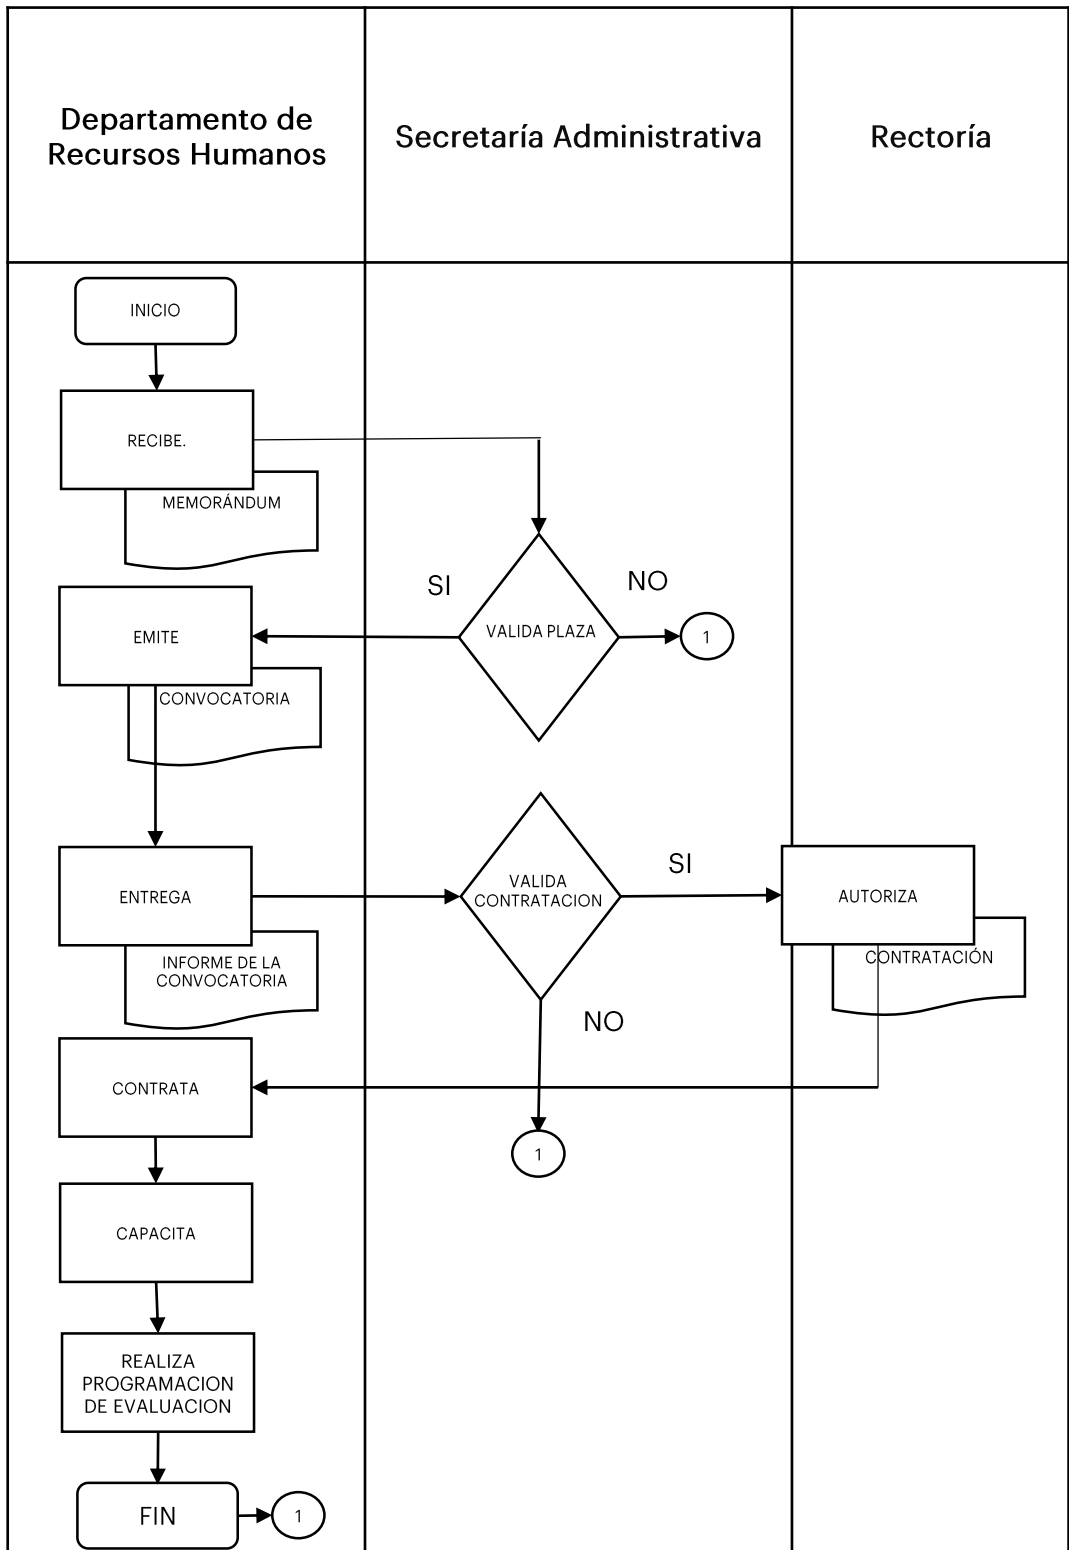 Departamento de
Recursos Humanos
Secretaría Administrativa
Rectoría
INICIO
RECIBE.
MEMORÁNDUM
SI
NO
VALIDA PLAZA
1
EMITE
CONVOCATORIA
ENTREGA
INFORME DE LA
CONVOCATORIA
VALIDA
CONTRATACION
SI
NO
AUTORIZA
CONTRATACIÓN
CONTRATA
1
CAPACITA
REALIZA
PROGRAMACION
DE EVALUACION
FIN
1